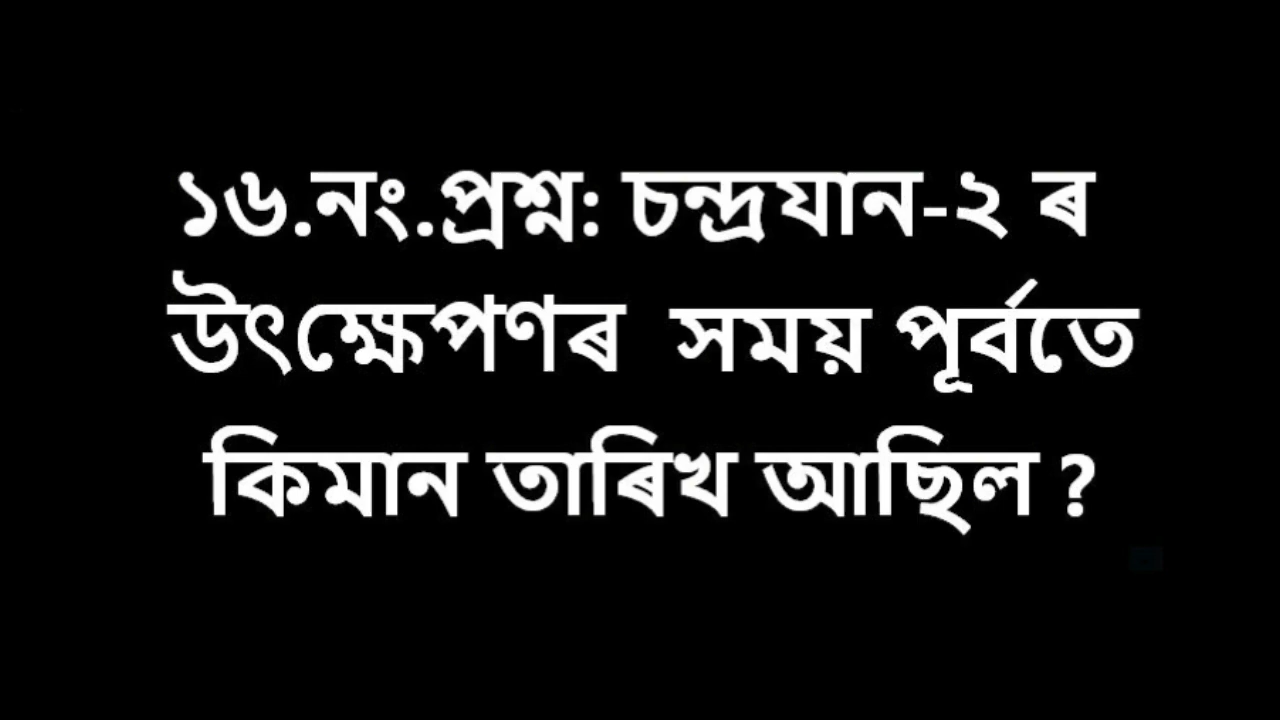 ১৬.নং.প্ৰশ্ন: চন্দ্ৰযান-২ ৰ
উৎক্ষেপণৰ সময় পূৰ্বতে
কিমান তাৰিখ আছিল ?